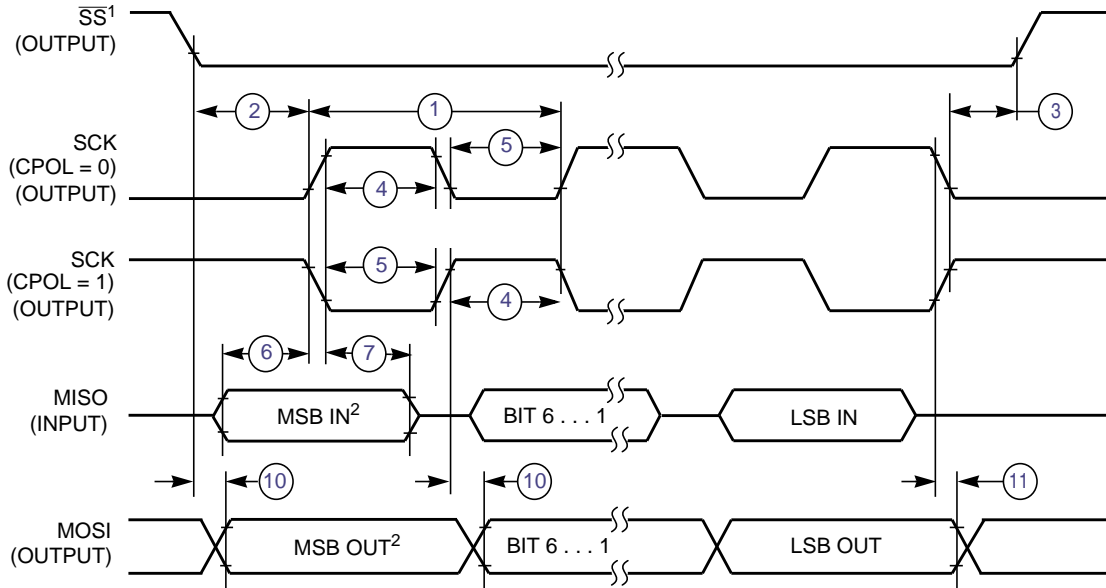 SS¹
(OUTPUT)
2
1
3
SCK
(CPOL = 0)
(OUTPUT)
5
4
SCK
(CPOL = 1)
(OUTPUT)
5
4
6
7
MISO
(INPUT)
MSB IN²
BIT 6 . . . 1
LSB IN
10
10
11
MOSI
(OUTPUT)
MSB OUT²
BIT 6 . . . 1
LSB OUT